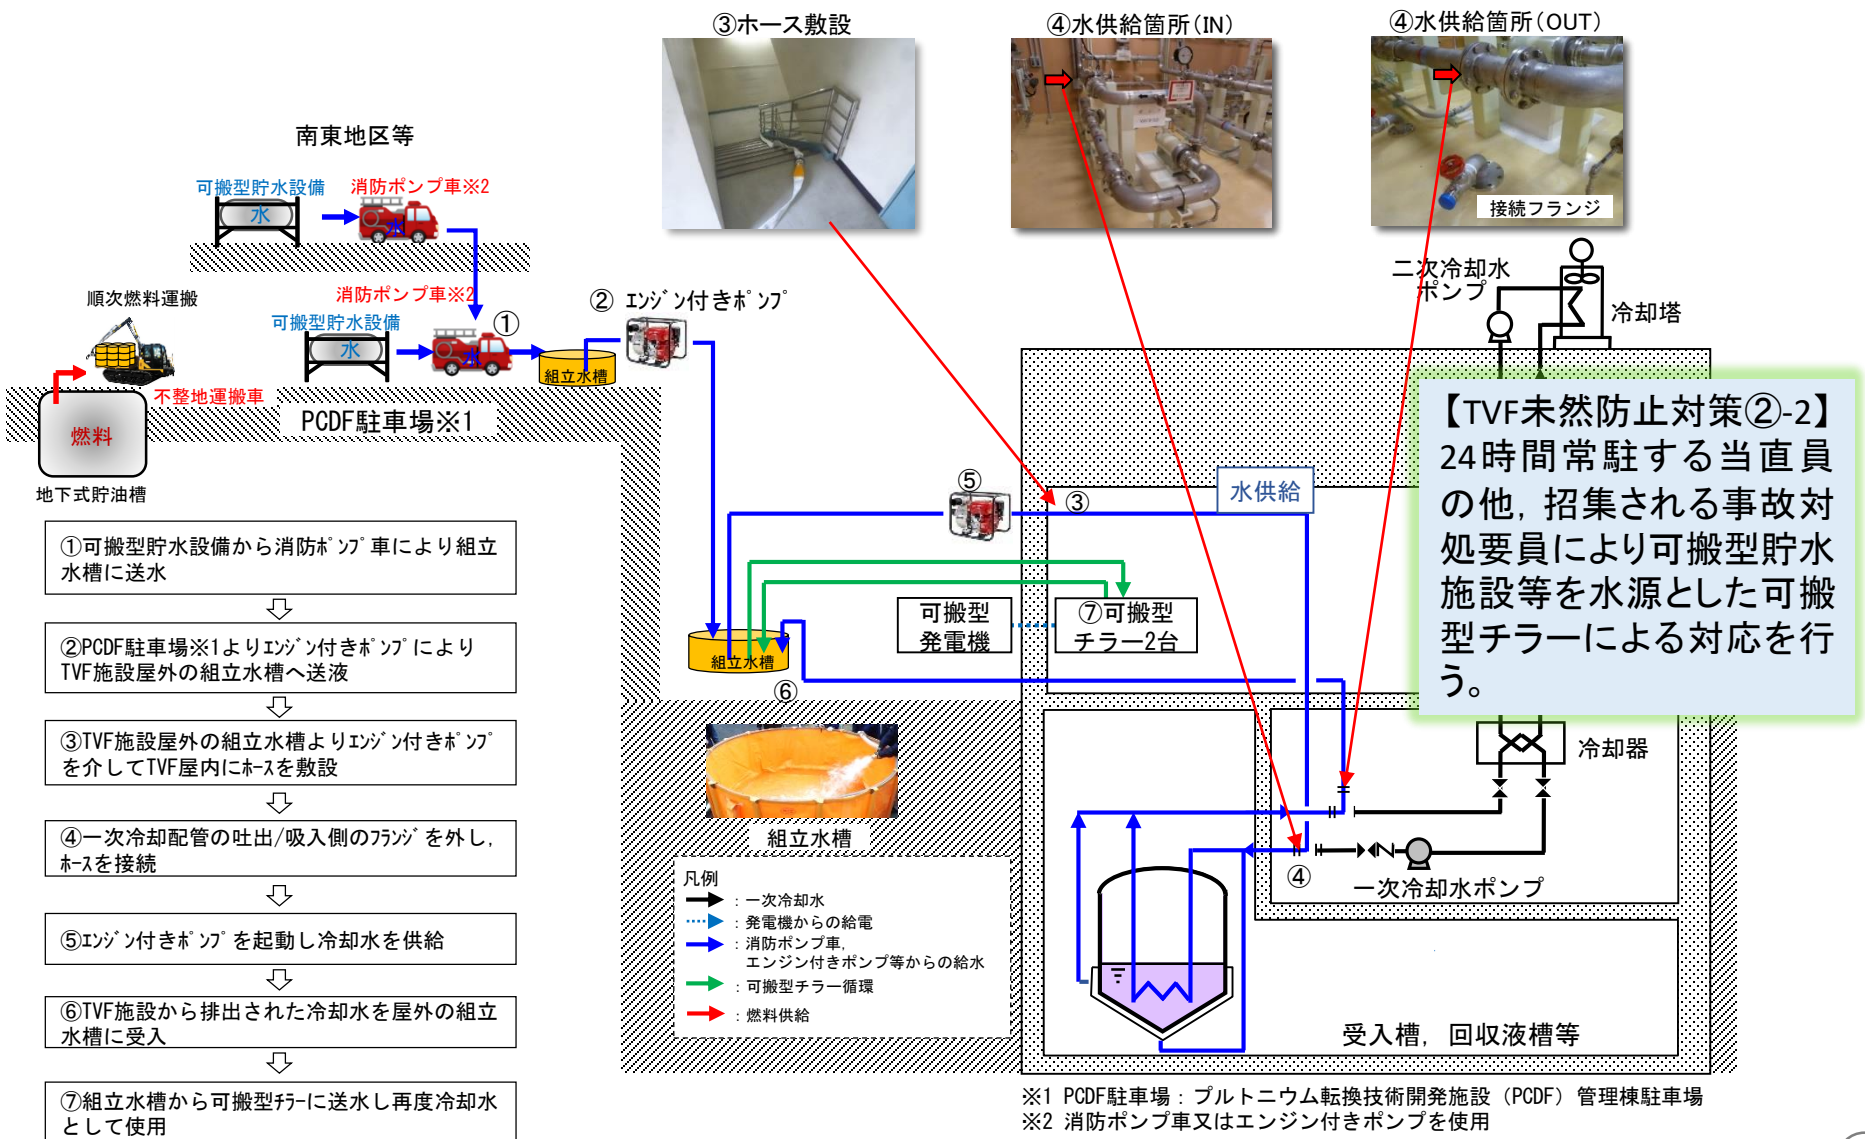 ③ホース敷設
④水供給箇所(IN)
④水供給箇所(OUT)
接続フランジ
南東地区等
可搬型貯水設備
消防ポンプ車※2
水
水
順次燃料運搬
消防ポンプ車※2
可搬型貯水設備
①
水
水
組立水槽
② ｴﾝｼﾞﾝ付きﾎﾟﾝﾌﾟ
不整地運搬車
燃料
PCDF駐車場※1
地下式貯油槽
二次冷却水
ポンプ
冷却塔
【TVF未然防止対策②-2】
24時間常駐する当直員
の他，招集される事故対
処要員により可搬型貯水
施設等を水源とした可搬
型チラーによる対応を行
う。
⑤
③
水供給
可搬型
発電機
⑦可搬型
チラー2台
組立水槽
⑥
冷却器
①可搬型貯水設備から消防ﾎﾟﾝﾌﾟ車により組立
水槽に送水
②PCDF駐車場※1よりｴﾝｼﾞﾝ付きﾎﾟﾝﾌﾟにより
TVF施設屋外の組立水槽へ送液
③TVF施設屋外の組立水槽よりｴﾝｼﾞﾝ付きﾎﾟﾝﾌﾟ
を介してTVF屋内にﾎｰｽを敷設
④一次冷却配管の吐出/吸入側のﾌﾗﾝｼﾞを外し，
ﾎｰｽを接続
⑤ｴﾝｼﾞﾝ付きﾎﾟﾝﾌﾟを起動し冷却水を供給
⑥TVF施設から排出された冷却水を屋外の組立
水槽に受入
⑦組立水槽から可搬型ﾁﾗｰに送水し再度冷却水
として使用
組立水槽
凡例
：一次冷却水
：発電機からの給電
：消防ポンプ車，
エンジン付きポンプ等からの給水
：可搬型チラー循環
：燃料供給
④
一次冷却水ポンプ
受入槽，回収液槽等
※1 PCDF駐車場：プルトニウム転換技術開発施設（PCDF）管理棟駐車場
※2 消防ポンプ車又はエンジン付きポンプを使用